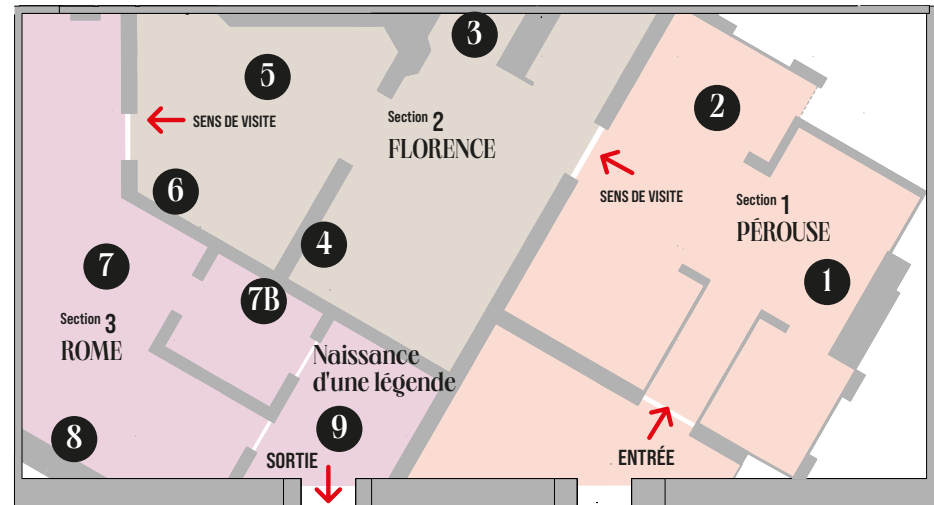 3
5
Section 2
FLORENCE
2
SENS DE VISITE
6
SENS DE VISITE
Section 1
PÉROUSE
4
7
7B
1
Section 3
ROME
Naissance
d'une légende
8
9
SORTIE
ENTRÉE